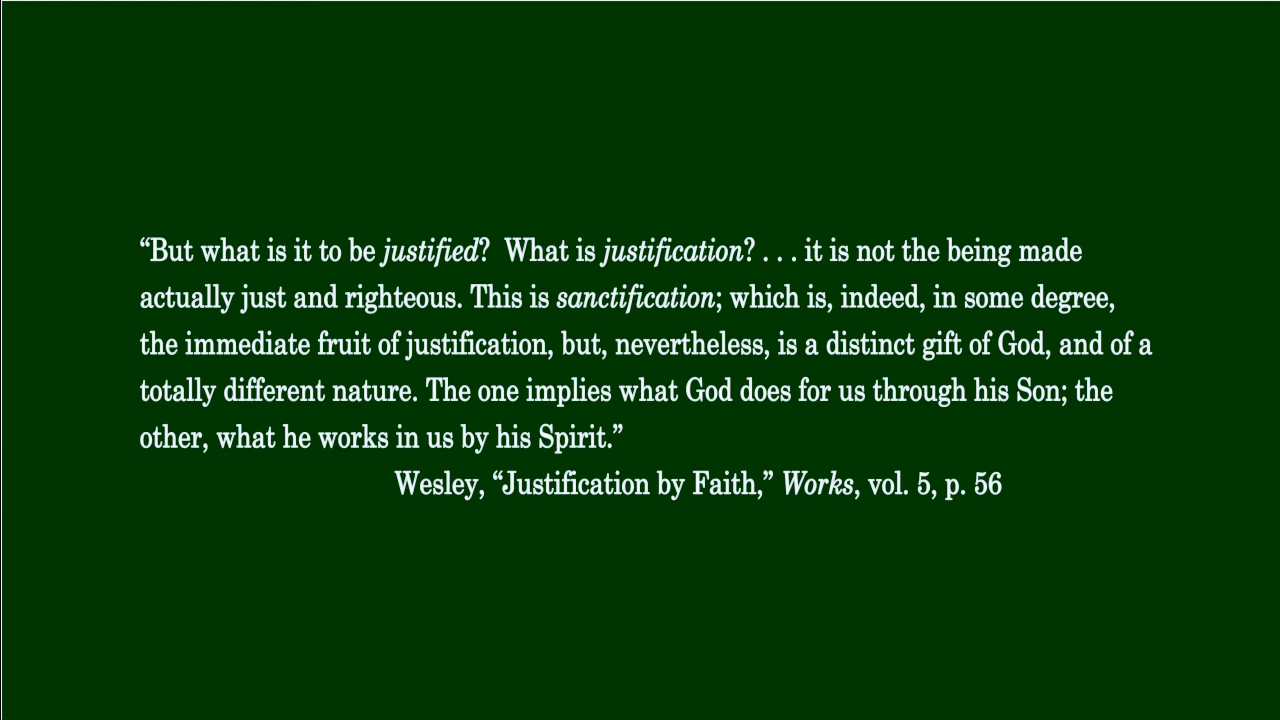 “But what is it to be justified?  What is justification? . . . it is not the being made
actually just and righteous. This is sanctification; which is, indeed, in some degree,
the immediate fruit of justification, but, nevertheless, is a distinct gift of God, and of a
totally different nature. The one implies what God does for us through his Son; the
other, what he works in us by his Spirit.”
Wesley, “Justification by Faith,” Works, vol. 5, p. 56